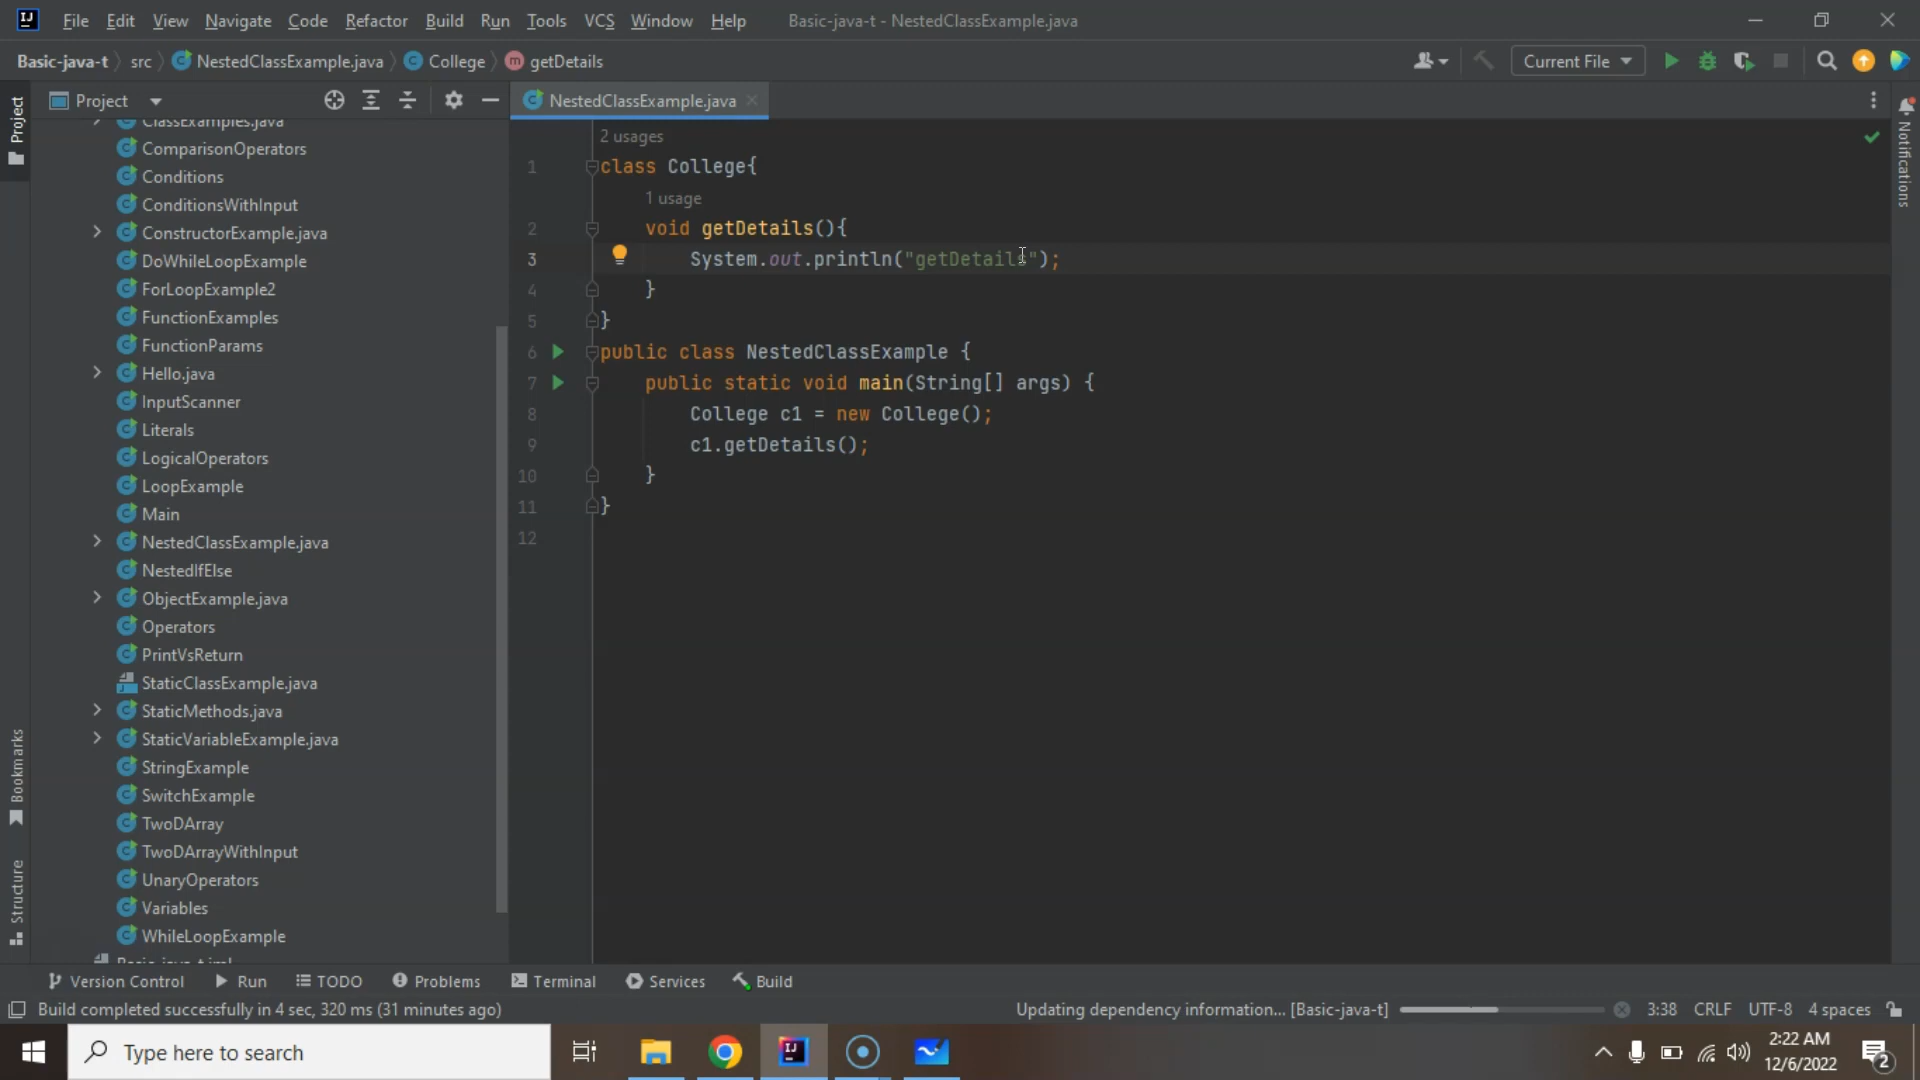 File Edit View Navigate Code Refactor Build Run Tools VCS Window Help Basic-java-t - NestedClassExample.java
Basic-java-t src NestedClassExample.java College getDetails Current File
Project
NestedClassExample.java
ClassExamples.java
ComparisonOperators
Conditions
ConditionsWithInput
ConstructorExample.java
DoWhileLoopExample
ForLoopExample2
FunctionExamples
FunctionParams
Hello.java
InputScanner
Literals
LogicalOperators
LoopExample
Main
NestedClassExample.java
NestedIfElse
ObjectExample.java
Operators
PrintVsReturn
StaticClassExample.java
StaticMethods.java
StaticVariableExample.java
StringExample
SwitchExample
TwoDArray
TwoDArrayWithInput
UnaryOperators
Variables
WhileLoopExample
Basic-java-t.iml
Project
Bookmarks
Structure
2 usages
1 class College{
1 usage
2 void getDetails(){
3 System.out.println("getDetails");
4 }
5 }
6 public class NestedClassExample {
7 public static void main(String[] args) {
8 College c1 = new College();
9 c1.getDetails();
10 }
11 }
12
Notifications
Version Control Run TODO Problems Terminal Services Build
Build completed successfully in 4 sec, 320 ms (31 minutes ago) Updating dependency information... [Basic-java-t] 3:38 CRLF UTF-8 4 spaces
Type here to search
2:22 AM
12/6/2022
2